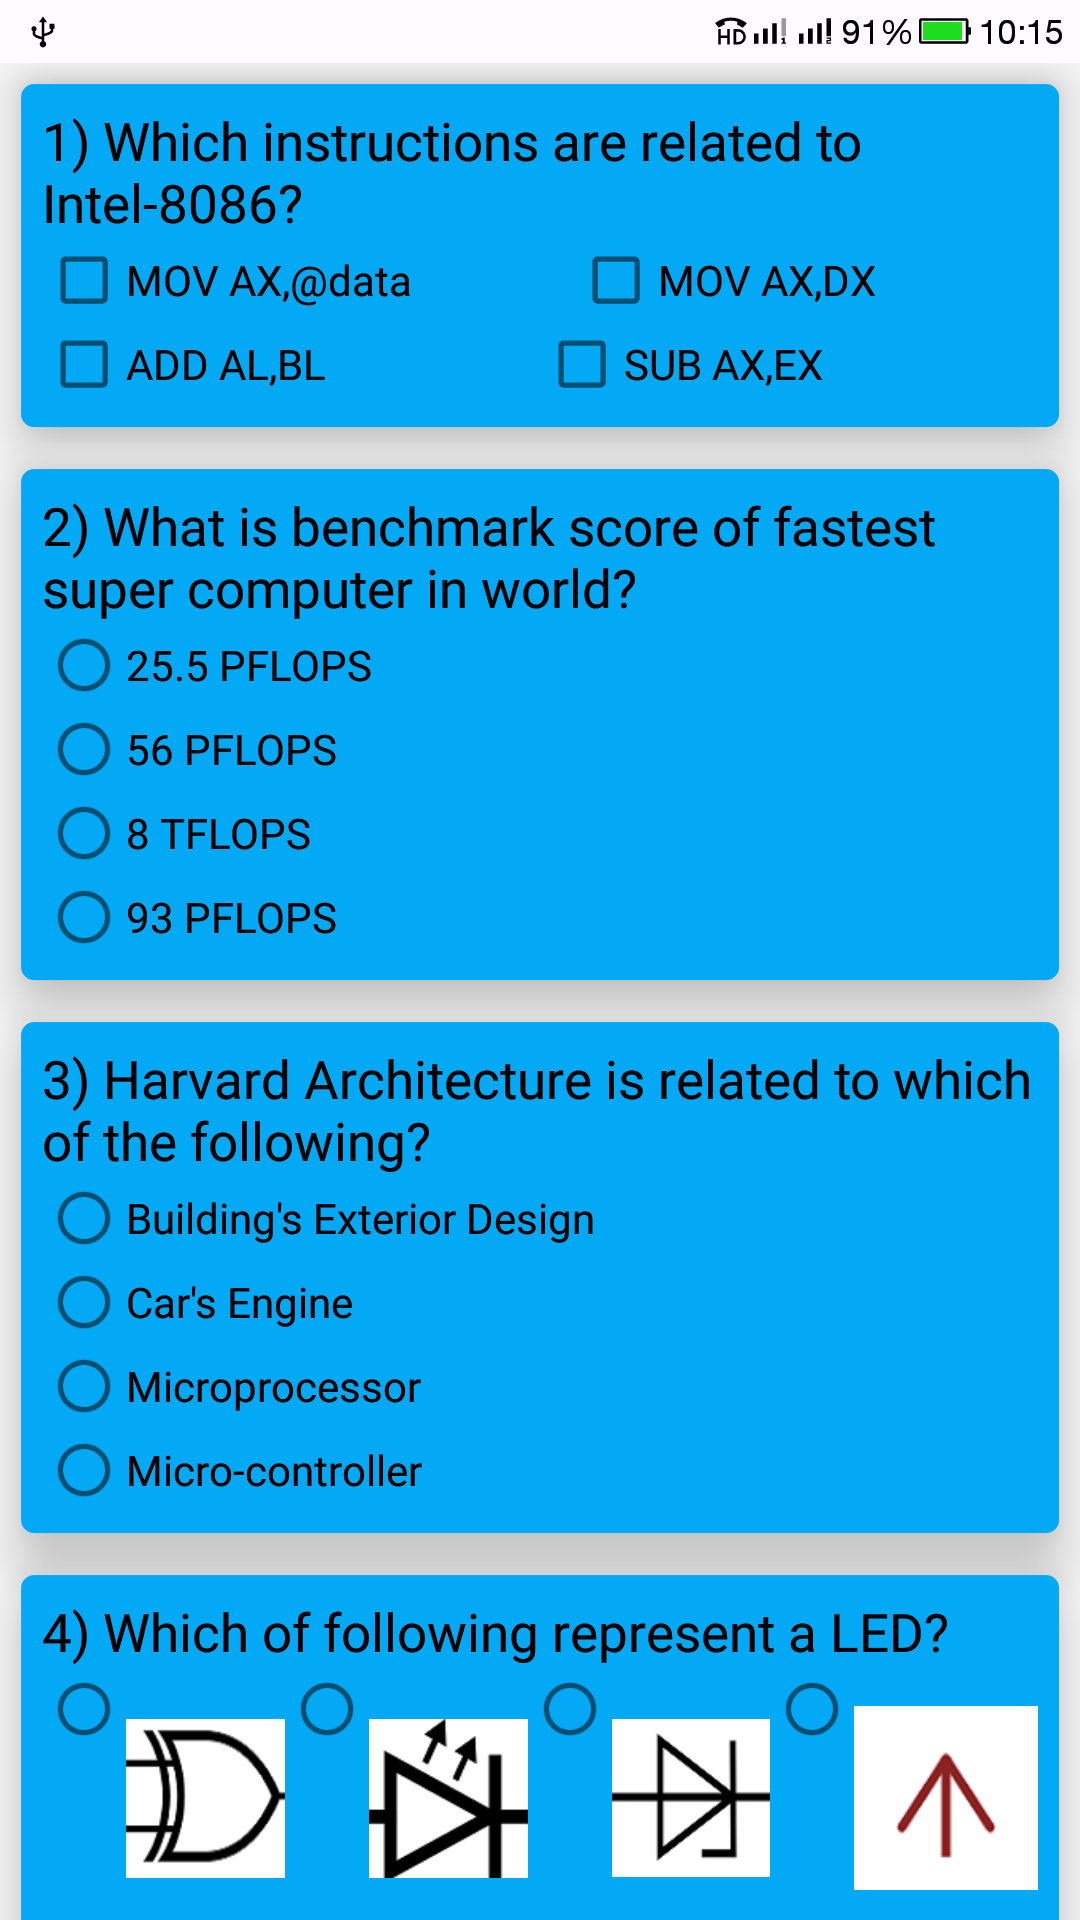 HD 1 2 91% 10:15
1) Which instructions are related to
Intel-8086?
MOV AX,@data MOV AX,DX
ADD AL,BL SUB AX,EX
2) What is benchmark score of fastest
super computer in world?
25.5 PFLOPS
56 PFLOPS
8 TFLOPS
93 PFLOPS
3) Harvard Architecture is related to which
of the following?
Building's Exterior Design
Car's Engine
Microprocessor
Micro-controller
4) Which of following represent a LED?